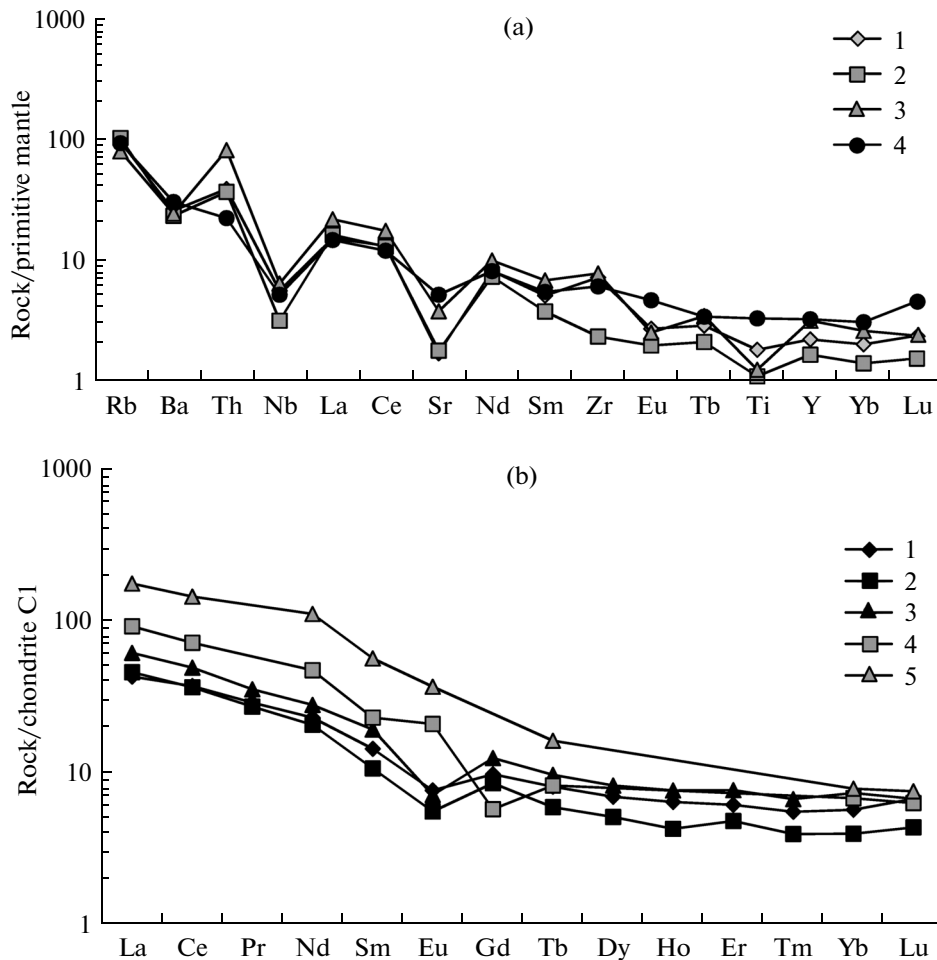 (a)
Rock/primitive mantle
1000
100
10
1
1
2
3
4
Rb Ba Th Nb La Ce Sr Nd Sm Zr Eu Tb Ti Y Yb Lu
(b)
Rock/chondrite C1
1000
100
10
1
1
2
3
4
5
La Ce Pr Nd Sm Eu Gd Tb Dy Ho Er Tm Yb Lu